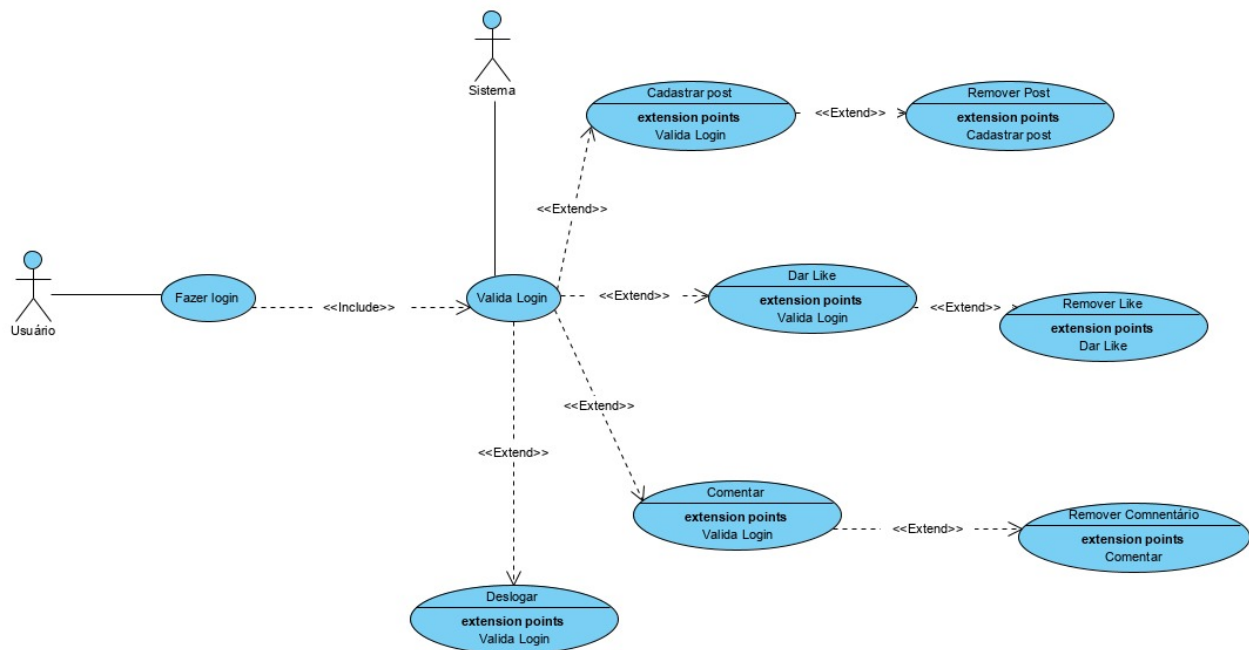 Sistema
Cadastrar post
extension points
Valida Login
<<Extend>>
Remover Post
extension points
Cadastrar post
<<Extend>>
Usuário
Fazer login
<<Include>>
Valida Login
<<Extend>>
Dar Like
extension points
Valida Login
<<Extend>>
Remover Like
extension points
Dar Like
<<Extend>>
<<Extend>>
Comentar
extension points
Valida Login
<<Extend>>
Remover Comnentário
extension points
Comentar
Deslogar
extension points
Valida Login